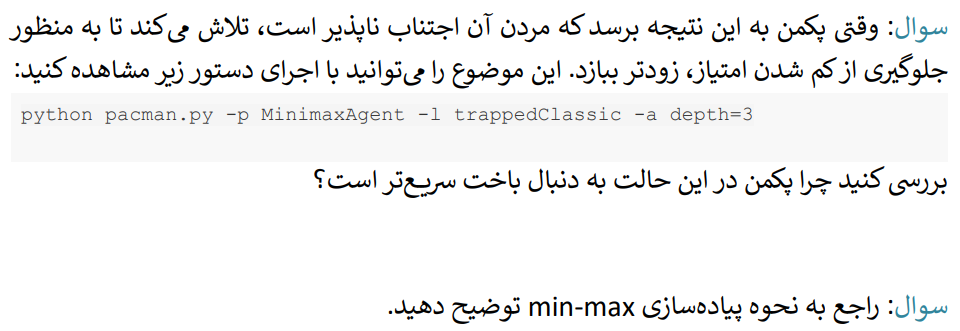 سوال: وقتی پکمن به این نتیجه برسد که مردن آن اجتناب ناپذیر است، تلاش می‌کند تا به منظور
جلوگیری از کم شدن امتیاز، زودتر ببازد. این موضوع را می‌توانید با اجرای دستور زیر مشاهده کنید:
python pacman.py -p MinimaxAgent -l trappedClassic -a depth=3
بررسی کنید چرا پکمن در این حالت به دنبال باخت سریع‌تر است؟
سوال: راجع به نحوه پیاده‌سازی min-max توضیح دهید.